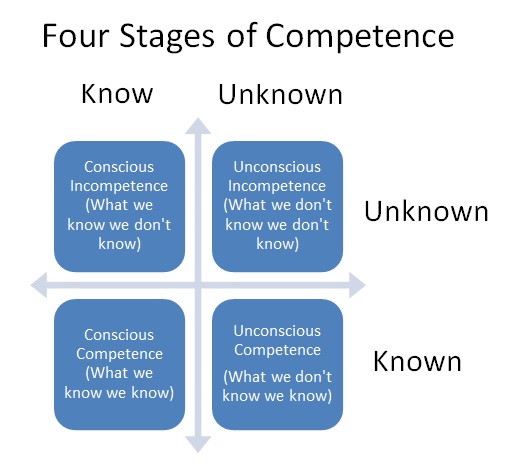 Four Stages of Competence
Know
Unknown
Conscious
Incompetence
(What we
know we don't
know)
Unconscious
Incompetence
(What we don't
know we don't
know)
Unknown
Conscious
Competence
(What we
know we know)
Unconscious
Competence
(What we don't
know we know)
Known